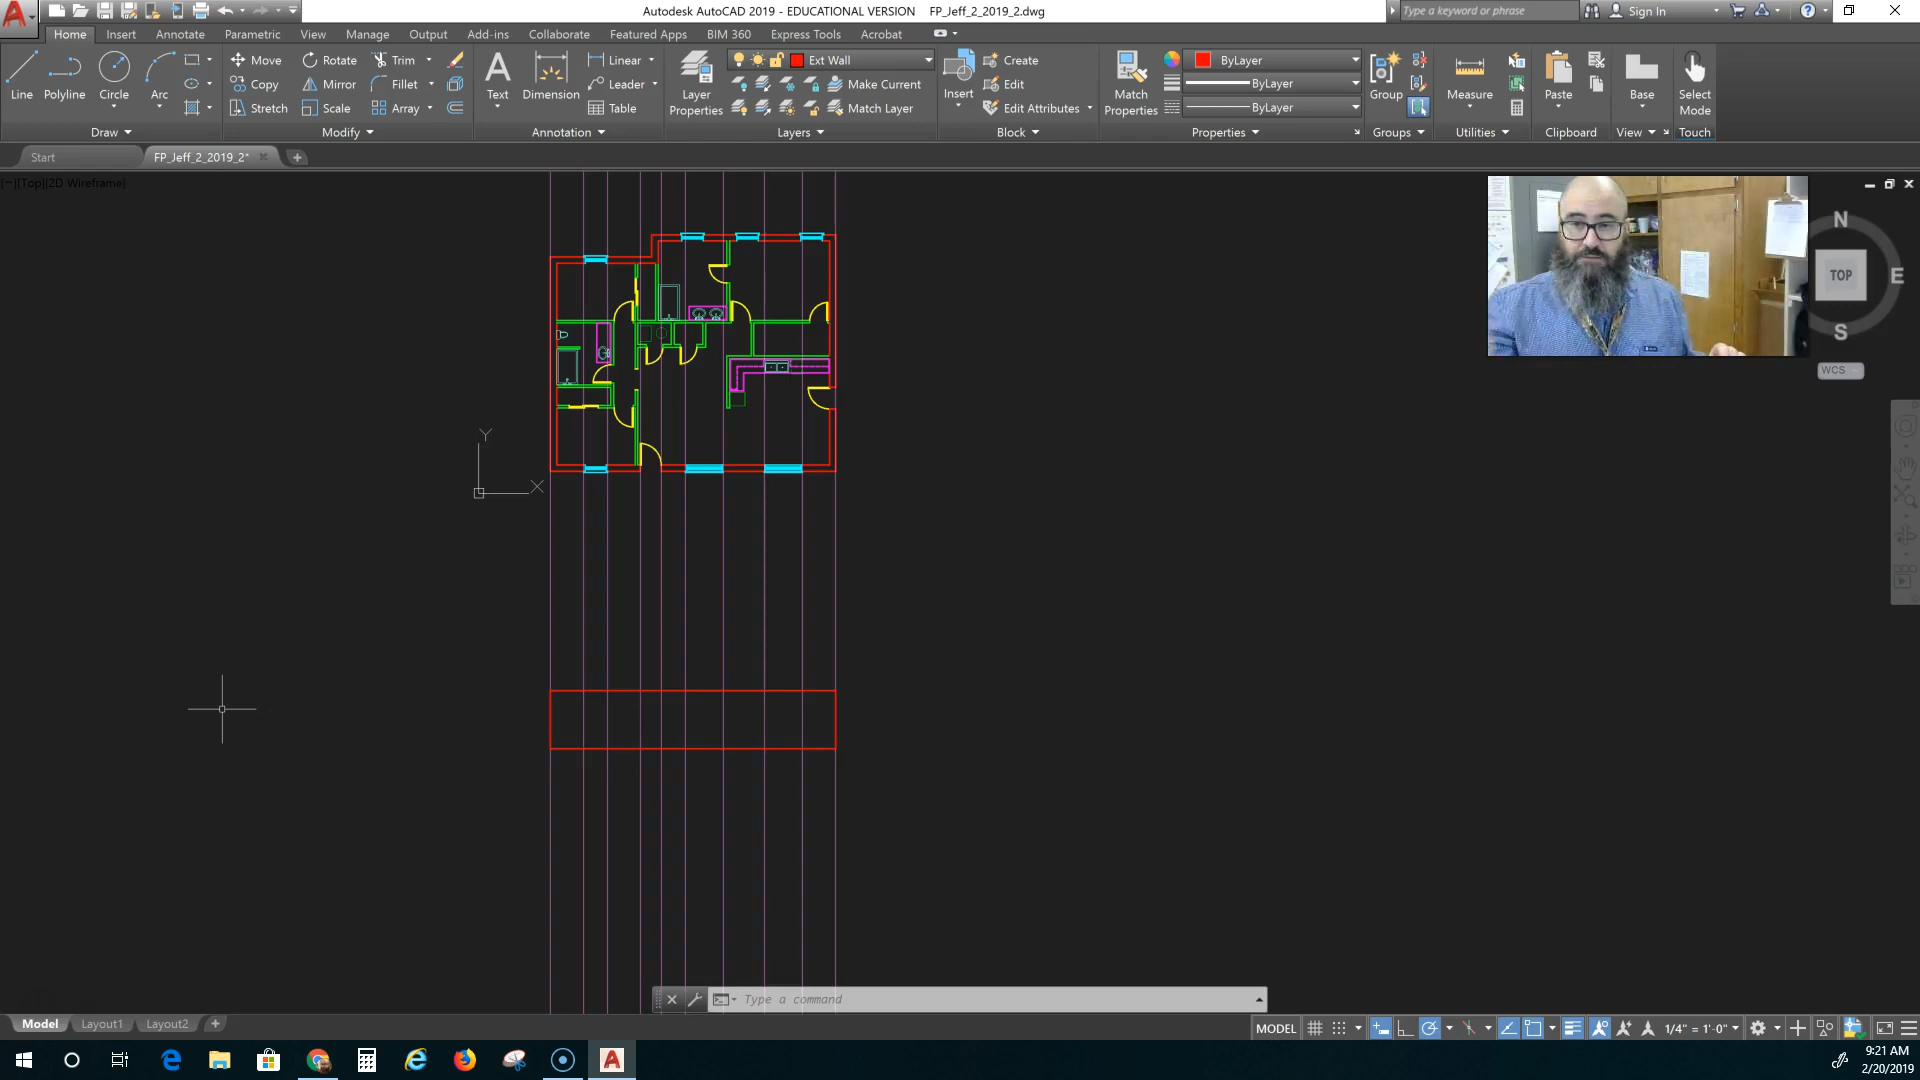 Autodesk AutoCAD 2019 - EDUCATIONAL VERSION FP_Jeff_2_2019_2.dwg
Type a keyword or phrase
Sign In
Home Insert Annotate Parametric View Manage Output Add-ins Collaborate Featured Apps BIM 360 Express Tools Acrobat
Line Polyline Circle Arc
Move Rotate Trim
Copy Mirror Fillet
Stretch Scale Array
Text Dimension
Linear
Leader
Table
Layer Properties
Ext Wall
Make Current
Match Layer
Insert
Create
Edit
Edit Attributes
Match Properties
ByLayer
ByLayer
ByLayer
Group
Measure
Paste
Base
Select Mode
Draw Modify Annotation Layers Block Properties Groups Utilities Clipboard View Touch
Start FP_Jeff_2_2019_2*
[−][Top][2D Wireframe]
N
TOP
E
S
WCS
Y
X
Type a command
Model Layout1 Layout2
MODEL
1/4" = 1'-0"
9:21 AM
2/20/2019